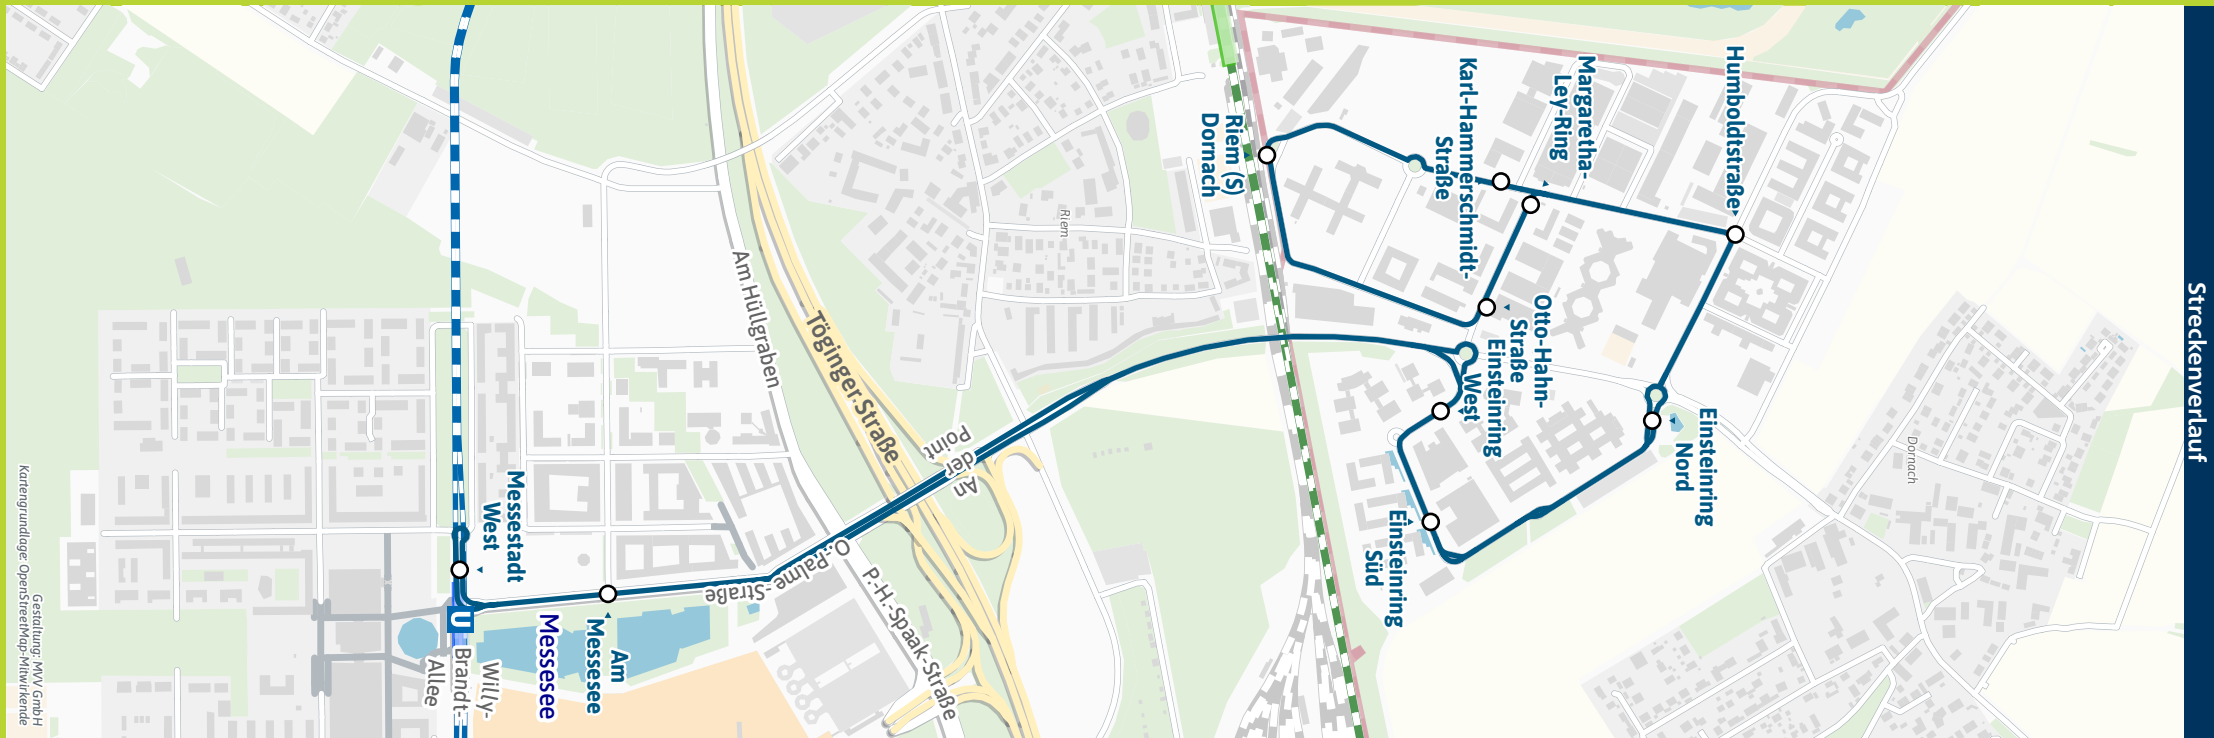 Streckenverlauf
Humboldtstraße
Margaretha-
Ley-Ring
Karl-Hammerschmidt-
Straße
Riem (S)
Dornach
Riem
Otto-Hahn-
Straße
Einsteinring
West
Einsteinring
Nord
Einsteinring
Süd
Dornach
Am Hüllgraben
Töginger Straße
An
der
Point
O.-Palme-
-Straße
P.-H.-Spaak-Straße
Messestadt
West
Am
Messesee
Messesee
U
Willy-
Brandt-
Allee
Gestaltung: MVV GmbH
Kartengrundlage: OpenStreetMap-Mitwirkende